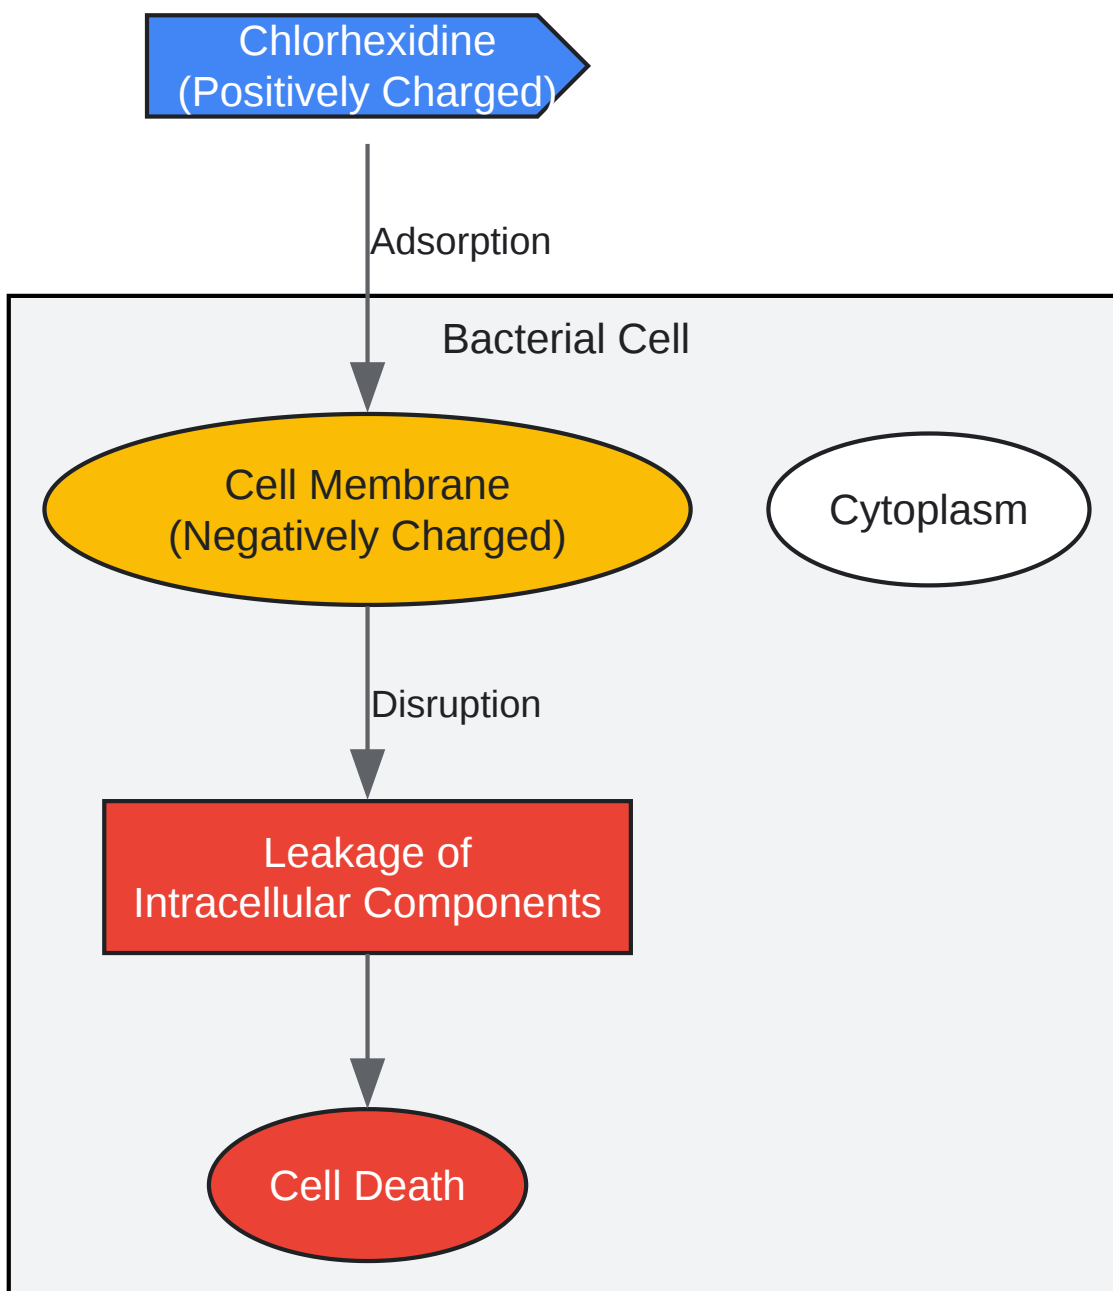 Chlorhexidine
(Positively Charged)
Adsorption
Bacterial Cell
Cell Membrane
(Negatively Charged)
Cytoplasm
Disruption
Leakage of
Intracellular Components
Cell Death